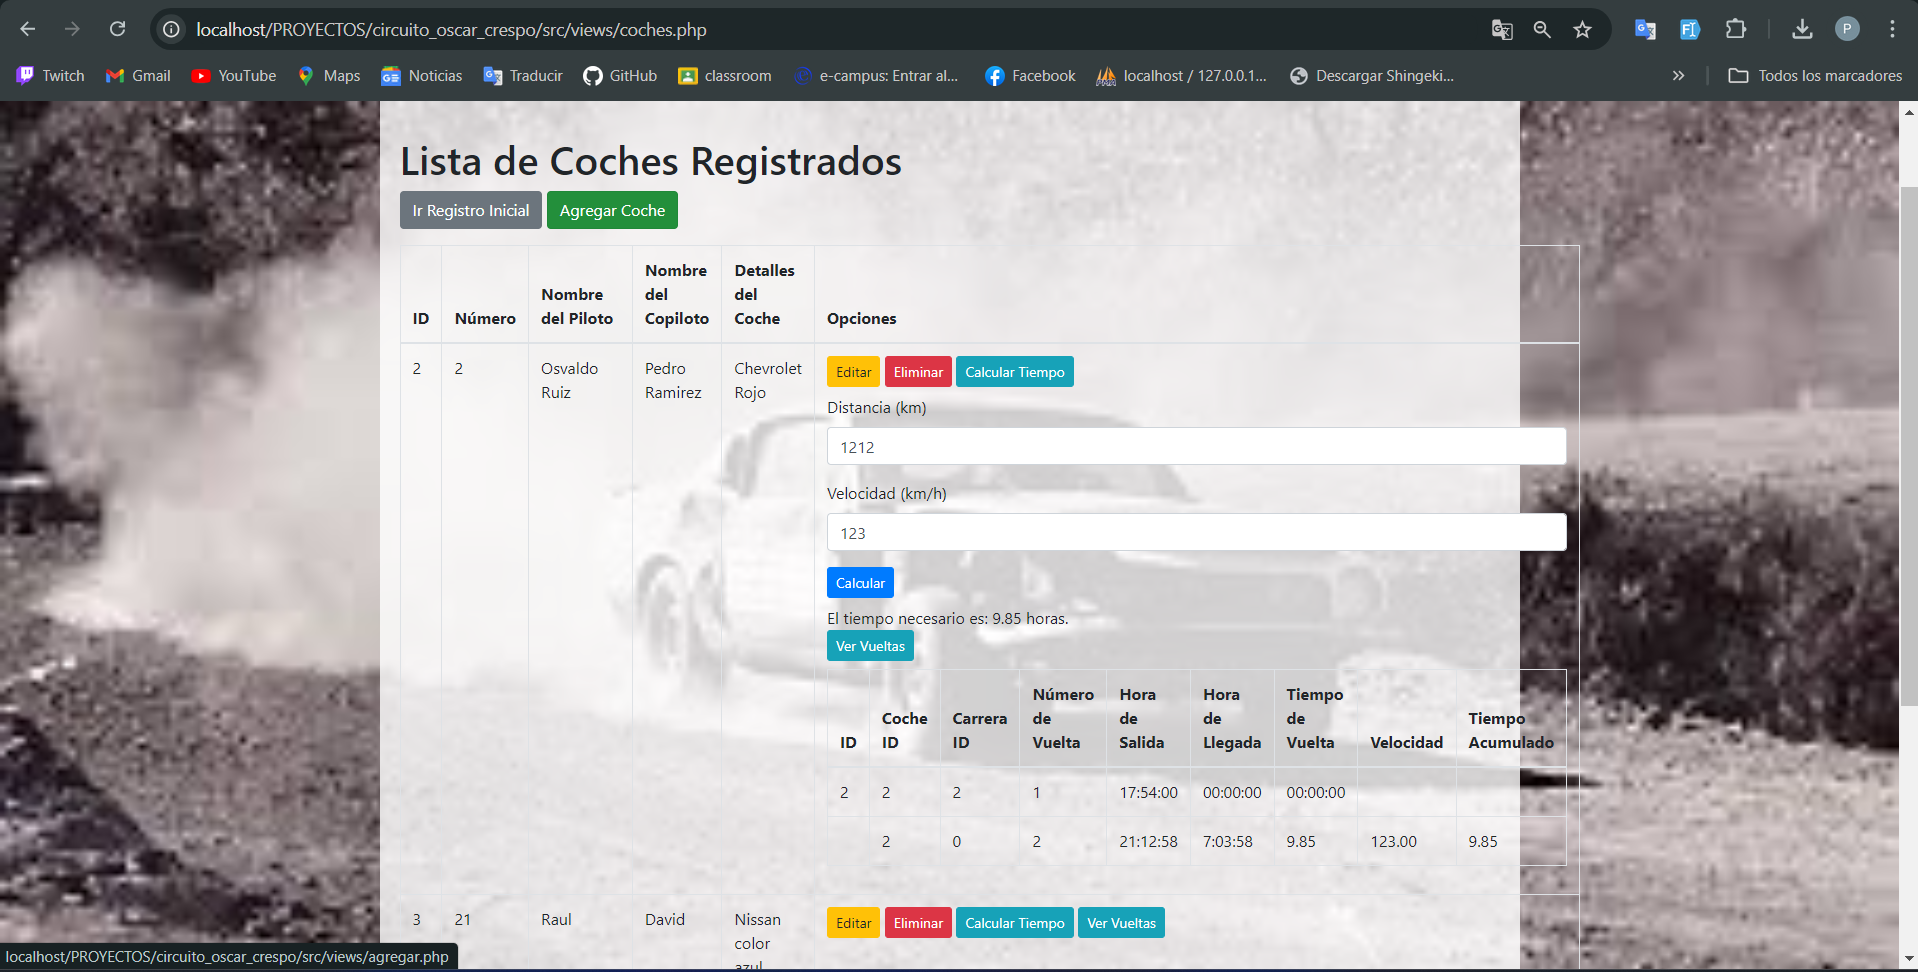 localhost/PROYECTOS/circuito_oscar_crespo/src/views/coches.php
P
Twitch
Gmail
YouTube
Maps
Noticias
Traducir
GitHub
classroom
e-campus: Entrar al...
Facebook
localhost / 127.0.0.1...
Descargar Shingeki...
»
Todos los marcadores
Lista de Coches Registrados
Ir Registro Inicial
Agregar Coche
ID
Número
Nombre
del Piloto
Nombre
del
Copiloto
Detalles
del
Coche
Opciones
2
2
Osvaldo
Ruiz
Pedro
Ramirez
Chevrolet
Rojo
Editar
Eliminar
Calcular Tiempo
Distancia (km)
1212
Velocidad (km/h)
123
Calcular
El tiempo necesario es: 9.85 horas.
Ver Vueltas
ID
Coche
ID
Carrera
ID
Número
de
Vuelta
Hora
de
Salida
Hora
de
Llegada
Tiempo
de
Vuelta
Velocidad
Tiempo
Acumulado
2
2
2
1
17:54:00
00:00:00
00:00:00
2
0
2
21:12:58
7:03:58
9.85
123.00
9.85
3
21
Raul
David
Nissan
color
azul
Editar
Eliminar
Calcular Tiempo
Ver Vueltas
localhost/PROYECTOS/circuito_oscar_crespo/src/views/agregar.php